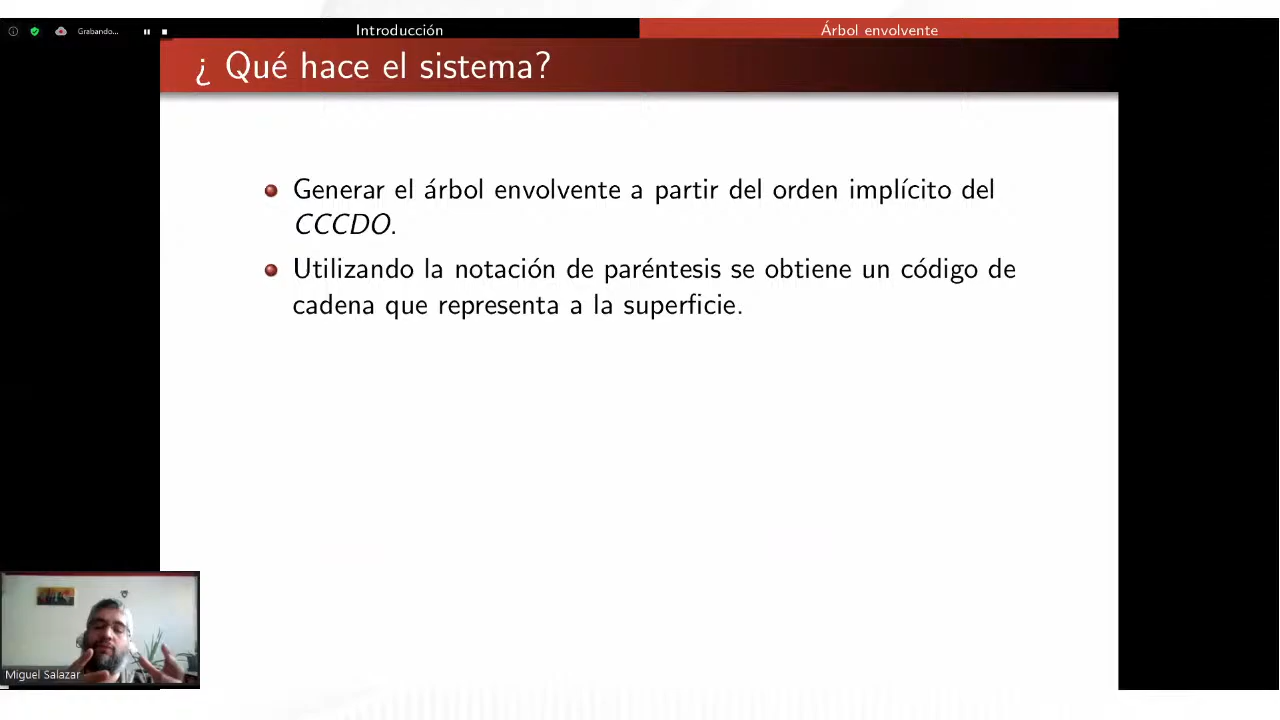 Grabando...
Introducción
Árbol envolvente
¿ Qué hace el sistema?
Generar el árbol envolvente a partir del orden implícito del
CCCDO.
Utilizando la notación de paréntesis se obtiene un código de
cadena que representa a la superficie.
Miguel Salazar